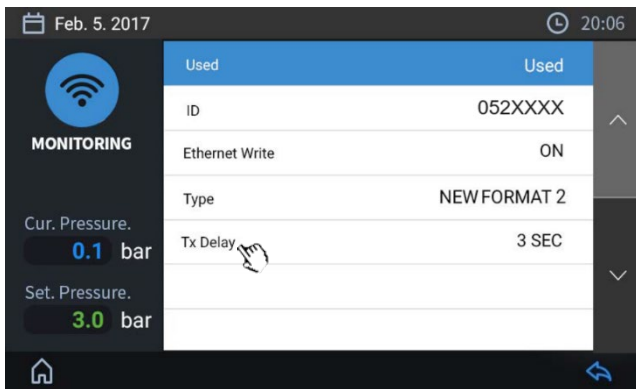 Feb. 5. 2017 20:06
MONITORING
Cur. Pressure.
0.1 bar
Set. Pressure.
3.0 bar
Used Used
ID 052XXXX
Ethernet Write ON
Type NEW FORMAT 2
Tx Delay 3 SEC